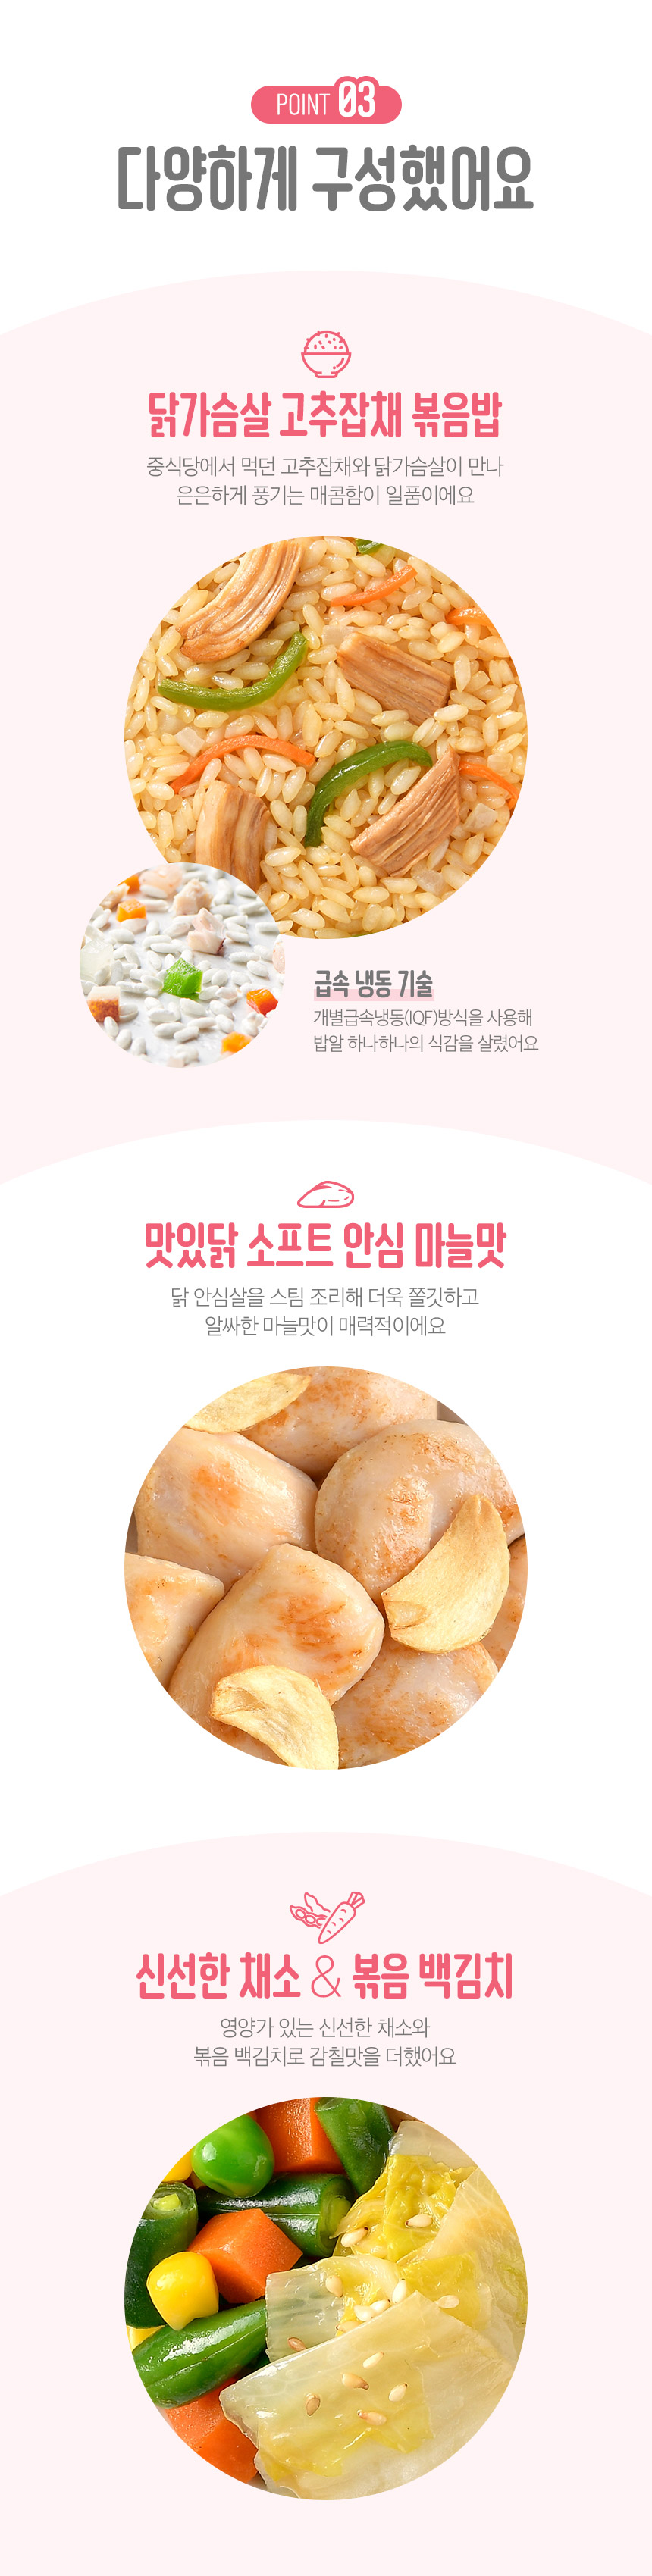 POINT 03
다양하게 구성했어요
닭가슴살 고추잡채 볶음밥
중식당에서 먹던 고추잡채와 닭가슴살이 만나
은은하게 풍기는 매콤함이 일품이에요
급속 냉동 기술
개별급속냉동(IQF)방식을 사용해
밥알 하나하나의 식감을 살렸어요
맛있닭 소프트 안심 마늘맛
닭 안심살을 스팀 조리해 더욱 쫄깃하고
알싸한 마늘맛이 매력적이에요
신선한 채소 & 볶음 백김치
영양가 있는 신선한 채소와
볶음 백김치로 감칠맛을 더했어요